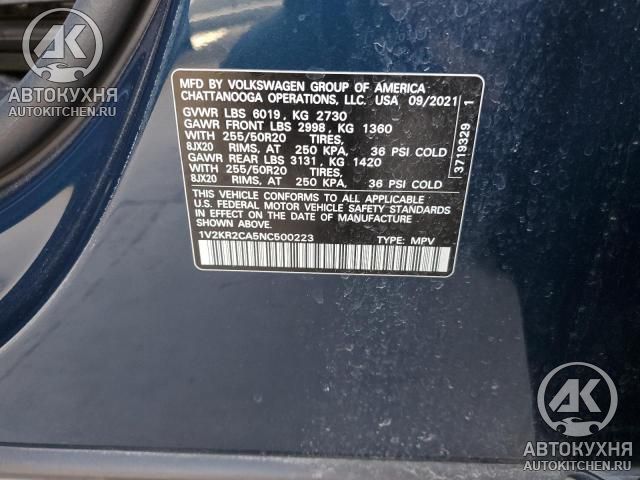 MFD BY VOLKSWAGEN GROUP OF AMERICA
CHATTANOOGA OPERATIONS, LLC. USA 09/2021
GVWR LBS 6019, KG 2730
GAWR FRONT LBS 2998, KG 1360
WITH 255/50R20 TIRES,
8JX20 RIMS, AT 250 KPA, 36 PSI COLD
GAWR REAR LBS 3131, KG 1420
WITH 255/50R20 TIRES,
8JX20 RIMS, AT 250 KPA, 36 PSI COLD
THIS VEHICLE CONFORMS TO ALL APPLICABLE
U.S. FEDERAL MOTOR VEHICLE SAFETY STANDARDS
IN EFFECT ON THE DATE OF MANUFACTURE
SHOWN ABOVE.
1V2KR2CA5NC500223 TYPE: MPV
3719329 1
АК
АВТОКУХНЯ
AUTOKITCHEN.RU
АК
АВТОКУХНЯ
AUTOKITCHEN.RU